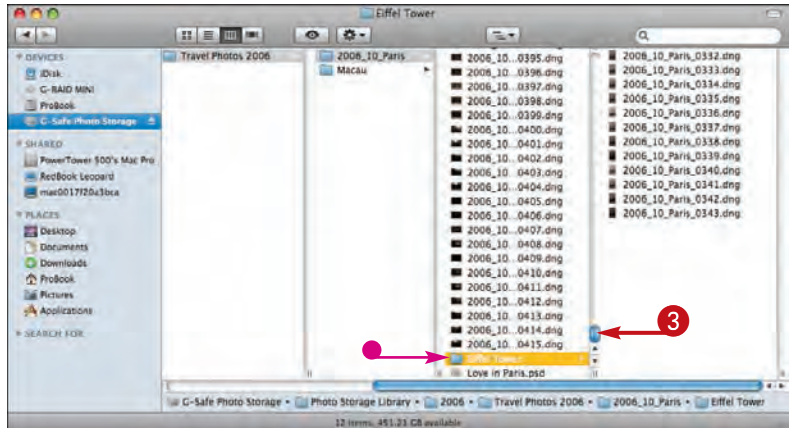 Eiffel Tower
DEVICES
iDisk
G-RAID MINI
ProBook
G-Safe Photo Storage
SHARED
PowerTower 500's Mac Pro
RedBook Leopard
mac0017f20a3bca
PLACES
Desktop
Documents
Downloads
ProBook
Pictures
Applications
SEARCH FOR
Travel Photos 2006
2006_10_Paris
Macau
2006_10...0395.dng
2006_10...0396.dng
2006_10...0397.dng
2006_10...0398.dng
2006_10...0399.dng
2006_10...0400.dng
2006_10...0401.dng
2006_10...0402.dng
2006_10...0403.dng
2006_10...0404.dng
2006_10...0405.dng
2006_10...0406.dng
2006_10...0407.dng
2006_10...0408.dng
2006_10...0409.dng
2006_10...0410.dng
2006_10...0411.dng
2006_10...0412.dng
2006_10...0413.dng
2006_10...0414.dng
2006_10...0415.dng
Eiffel Tower
Love in Paris.psd
2006_10_Paris_0332.dng
2006_10_Paris_0333.dng
2006_10_Paris_0334.dng
2006_10_Paris_0335.dng
2006_10_Paris_0336.dng
2006_10_Paris_0337.dng
2006_10_Paris_0338.dng
2006_10_Paris_0339.dng
2006_10_Paris_0340.dng
2006_10_Paris_0341.dng
2006_10_Paris_0342.dng
2006_10_Paris_0343.dng
3
G-Safe Photo Storage ▸ Photo Storage Library ▸ 2006 ▸ Travel Photos 2006 ▸ 2006_10_Paris ▸ Eiffel Tower
12 items, 451.23 GB available